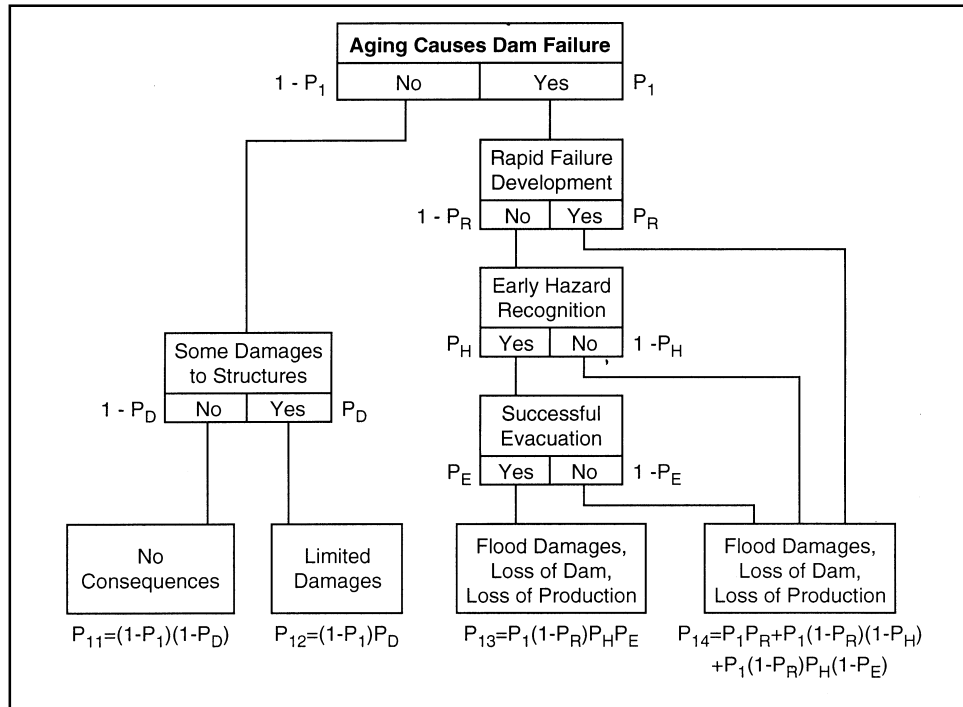 Aging Causes Dam Failure
1 - P1 No Yes P1
Rapid Failure
Development
1 - PR No Yes PR
Early Hazard
Recognition
PH Yes No 1 -PH
Some Damages
to Structures
1 - PD No Yes PD
Successful
Evacuation
PE Yes No 1-PE
No
Consequences
Limited
Damages
Flood Damages,
Loss of Dam,
Loss of Production
Flood Damages,
Loss of Dam,
Loss of Production
P11=(1-P1)(1-PD)
P12=(1-P1)PD
P13=P1(1-PR)PHPE
P14=P1PR+P1(1-PR)(1-PH)
+P1(1-PR)PH(1-PE)